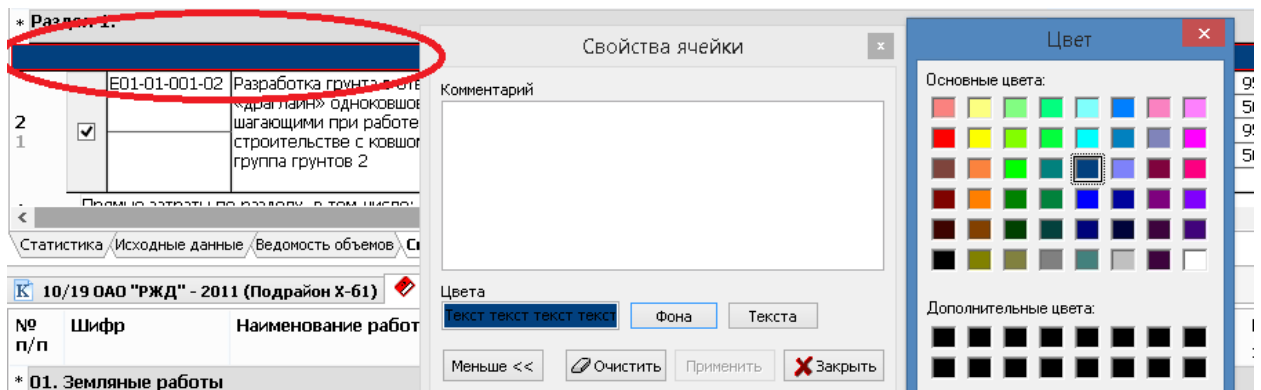 * Раздел 1.
Е01-01-001-02
Разработка грунта в отв
«драглайн» одноковшов
шагающими при работе
строительстве с ковшом
группа грунтов 2
2
1
Прямые затраты по разделу, в том числе:
Статистика
Исходные данные
Ведомость объемов
К 10/19 ОАО "РЖД" - 2011 (Подрайон X-61)
№ п/п
Шифр
Наименование работ
* 01. Земляные работы
Свойства ячейки
x
Комментарий
Цвета
Текст текст текст текст
Фона
Текста
Меньше <<
Очистить
Применить
Закрыть
Цвет
Основные цвета:
Дополнительные цвета: